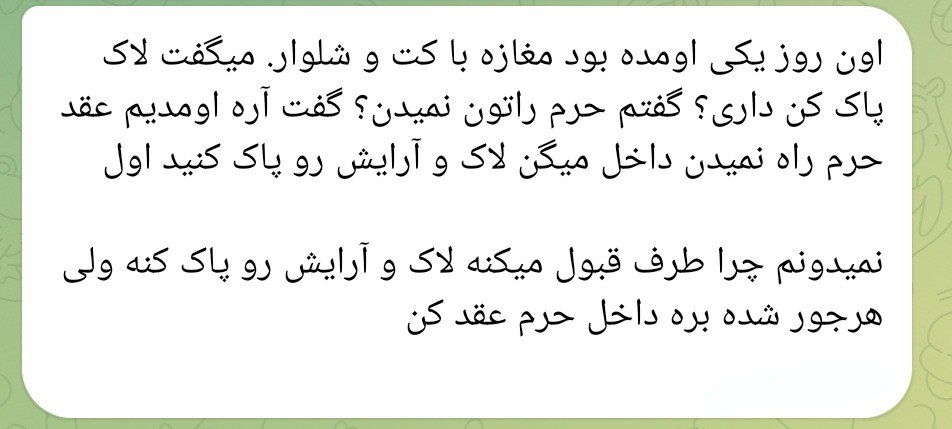 اون روز یکی اومده بود مغازه با کت و شلوار. میگفت لاک
پاک کن داری؟ گفتم حرم راتون نمیدن؟ گفت آره اومدیم عقد
حرم راه نمیدن داخل میگن لاک و آرایش رو پاک کنید اول
نمیدونم چرا طرف قبول میکنه لاک و آرایش رو پاک کنه ولی
هرجور شده بره داخل حرم عقد کن